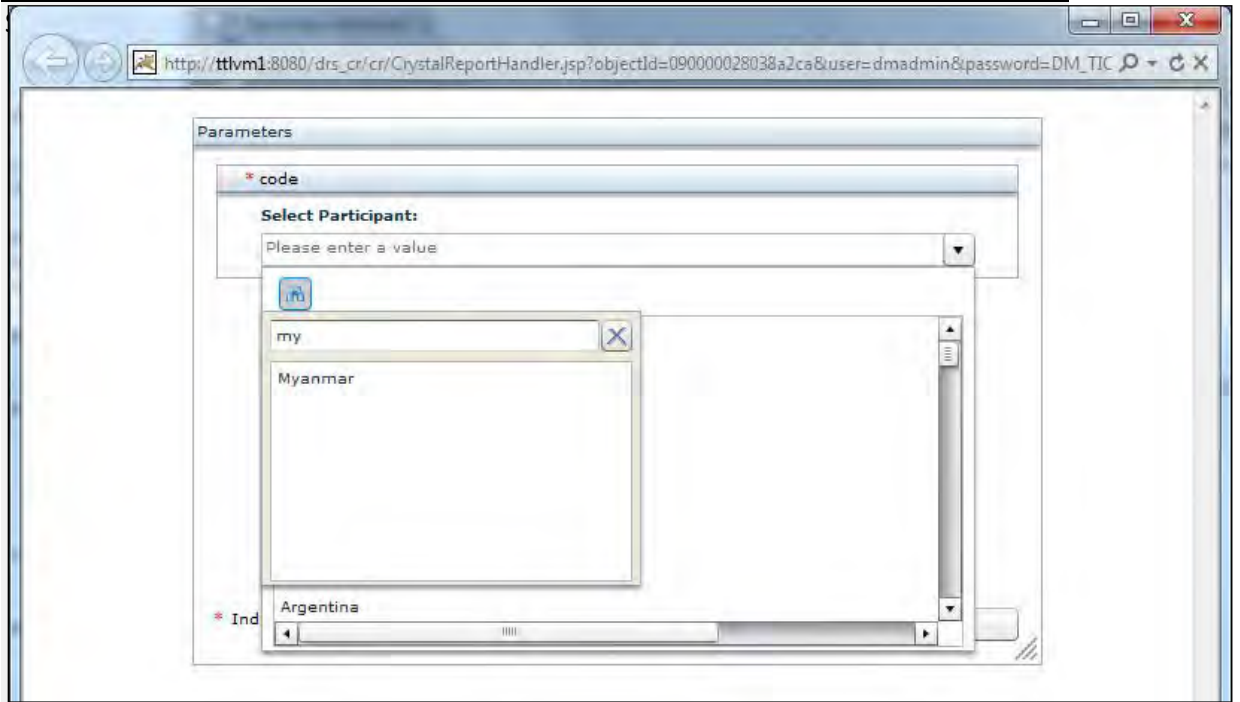 http://ttlvm1:8080/drs_cr/cr/CrystalReportHandler.jsp?objectId=090000028038a2ca&user=dmadmin&password=DM_TIC
Parameters
* code
Select Participant:
Please enter a value
my
Myanmar
Argentina
* Ind